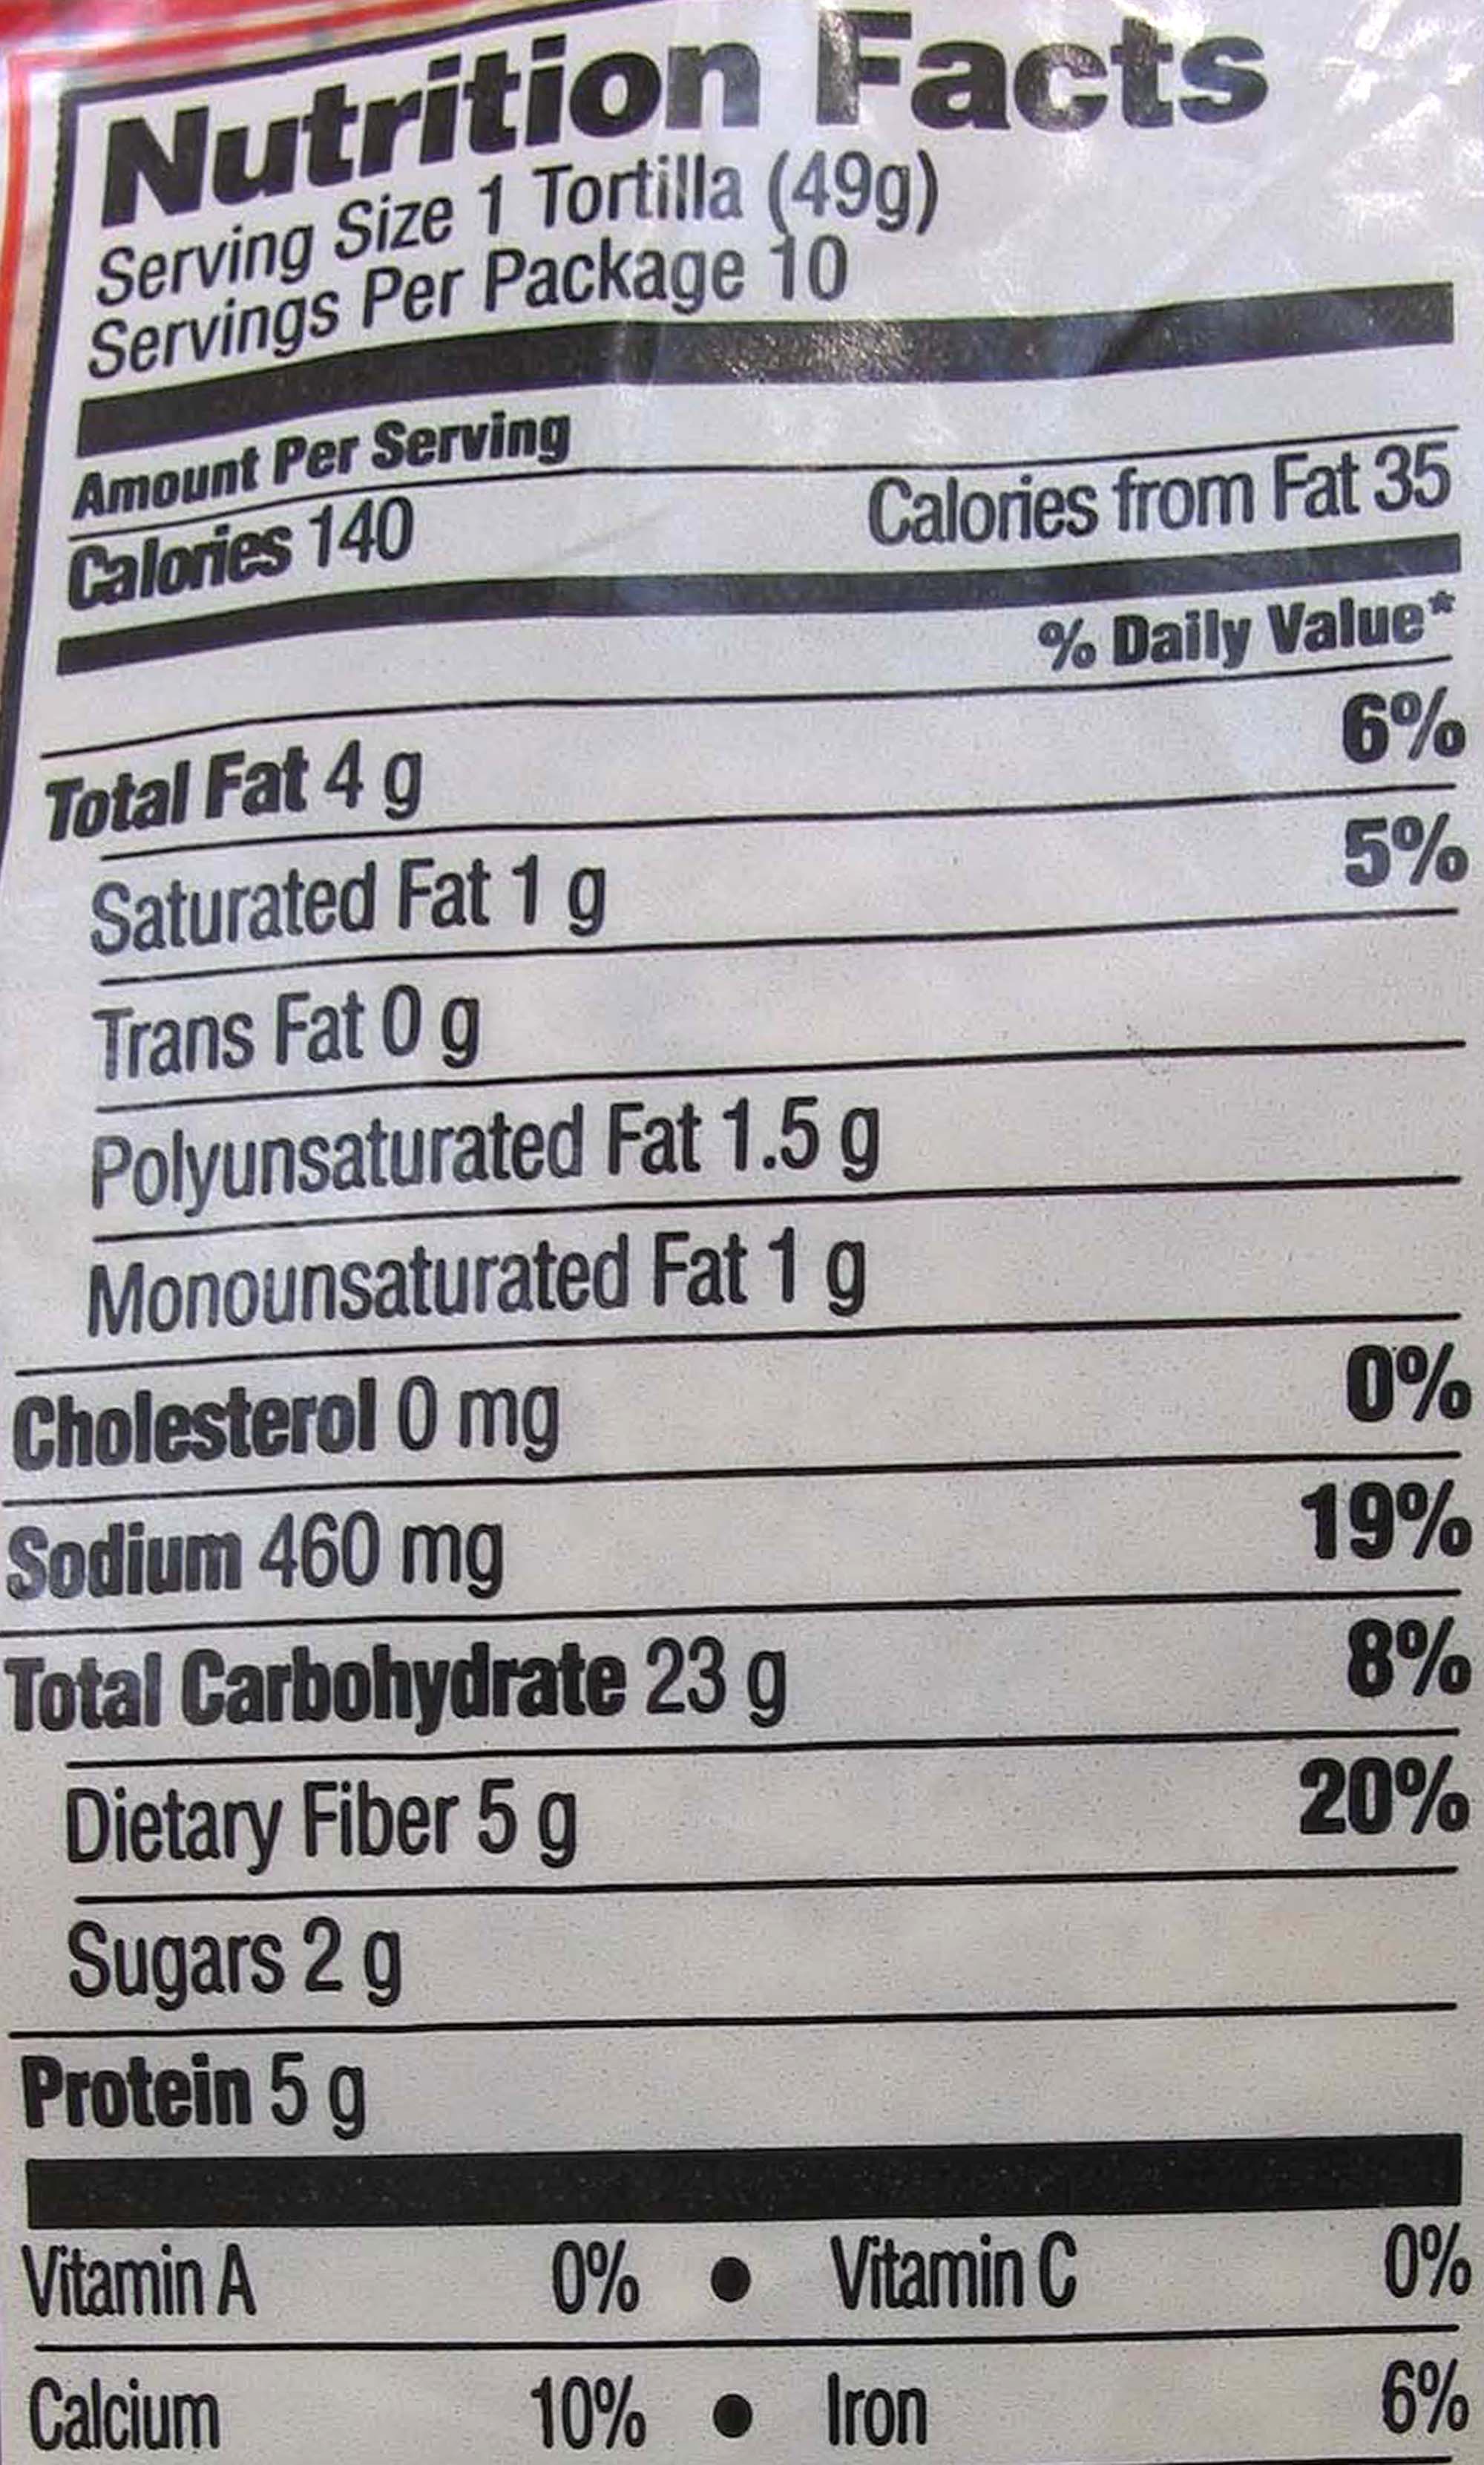 Nutrition Facts
Serving Size 1 Tortilla (49g)
Servings Per Package 10
Amount Per Serving
Calories 140 Calories from Fat 35
% Daily Value*
Total Fat 4 g 6%
Saturated Fat 1 g 5%
Trans Fat 0 g
Polyunsaturated Fat 1.5 g
Monounsaturated Fat 1 g
Cholesterol 0 mg 0%
Sodium 460 mg 19%
Total Carbohydrate 23 g 8%
Dietary Fiber 5 g 20%
Sugars 2 g
Protein 5 g
Vitamin A 0% • Vitamin C 0%
Calcium 10% • Iron 6%